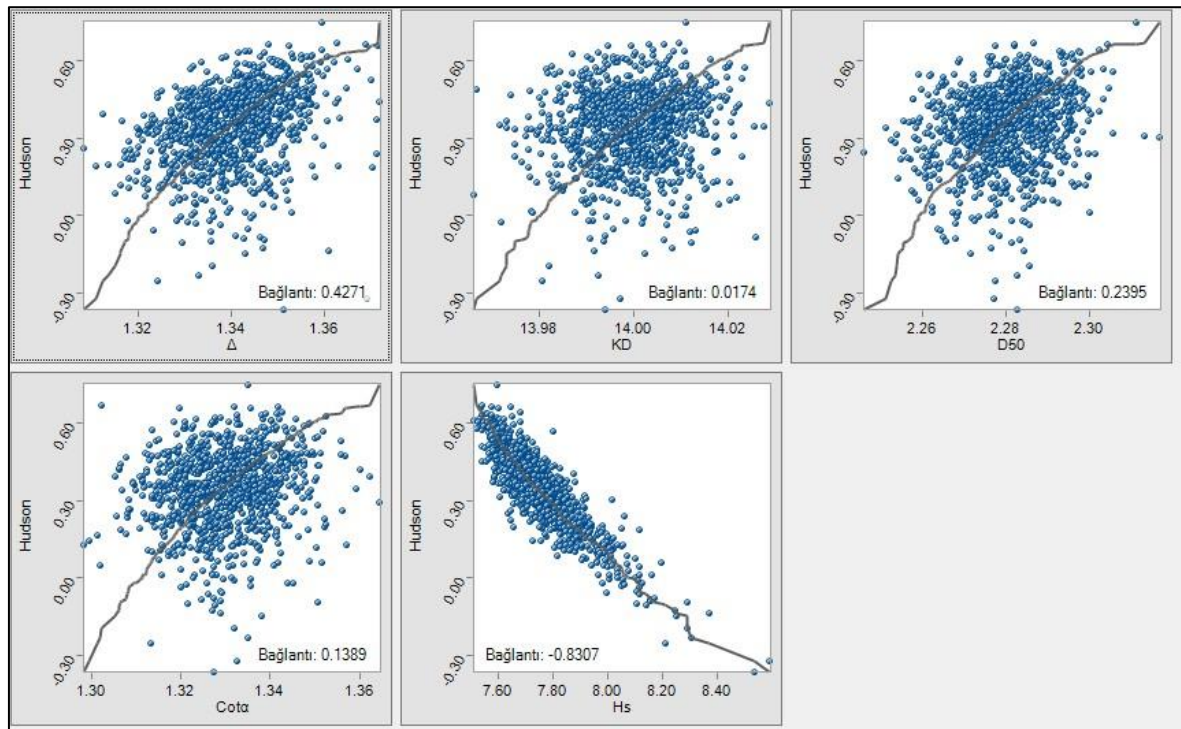 Hudson
0.60
0.30
0.00
-0.30
Bağlantı: 0.4271
1.32 1.34 1.36
Δ
Hudson
0.60
0.30
0.00
-0.30
Bağlantı: 0.0174
13.98 14.00 14.02
KD
Hudson
0.60
0.30
0.00
-0.30
Bağlantı: 0.2395
2.26 2.28 2.30
D50
Hudson
0.60
0.30
0.00
-0.30
Bağlantı: 0.1389
1.30 1.32 1.34 1.36
Cotα
Hudson
0.60
0.30
0.00
-0.30
Bağlantı: -0.8307
7.60 7.80 8.00 8.20 8.40
Hs